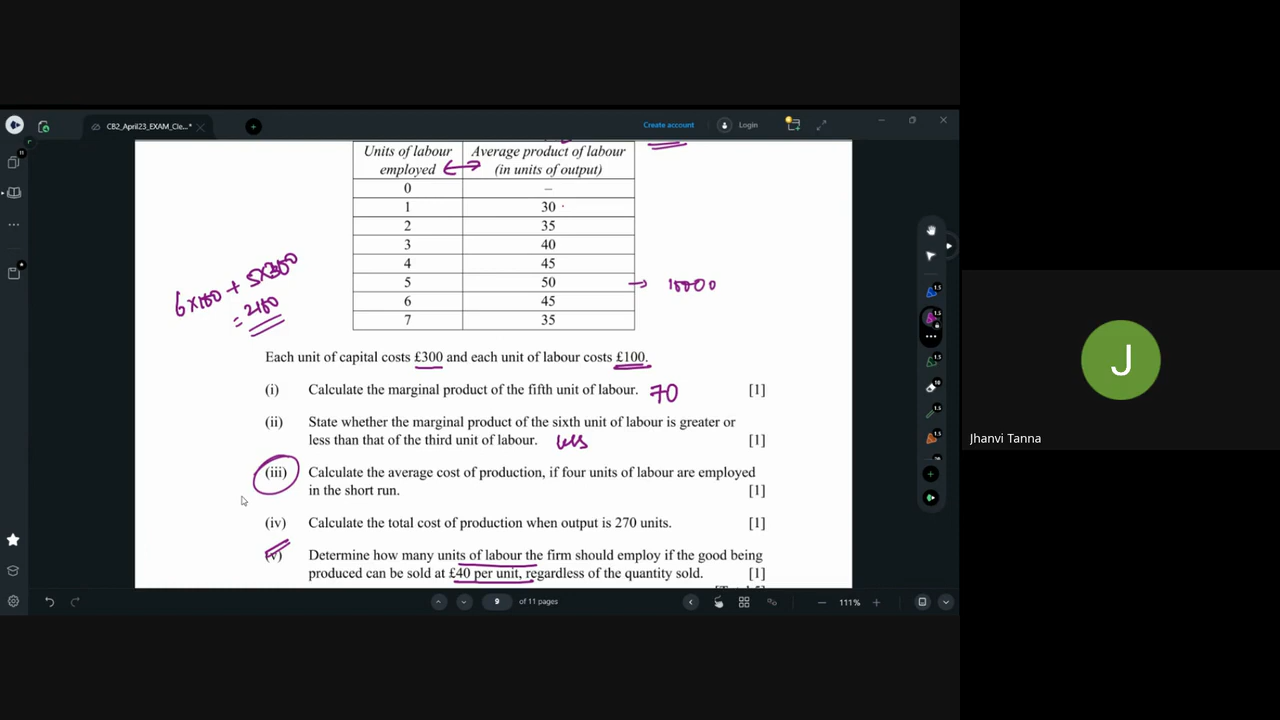 CB2_April23_EXAM_Cle...*
Create account
Login
Units of labour employed
Average product of labour (in units of output)
0 –
1 30
2 35
3 40
4 45
5 50 → 10000
6 45
7 35
6x100 + 5x300
= 2100
Each unit of capital costs £300 and each unit of labour costs £100.
(i) Calculate the marginal product of the fifth unit of labour. 70 [1]
(ii) State whether the marginal product of the sixth unit of labour is greater or
less than that of the third unit of labour. less [1]
(iii) Calculate the average cost of production, if four units of labour are employed
in the short run. [1]
(iv) Calculate the total cost of production when output is 270 units. [1]
(v) Determine how many units of labour the firm should employ if the good being
produced can be sold at £40 per unit, regardless of the quantity sold. [1]
9 of 11 pages
111%
J
Jhanvi Tanna